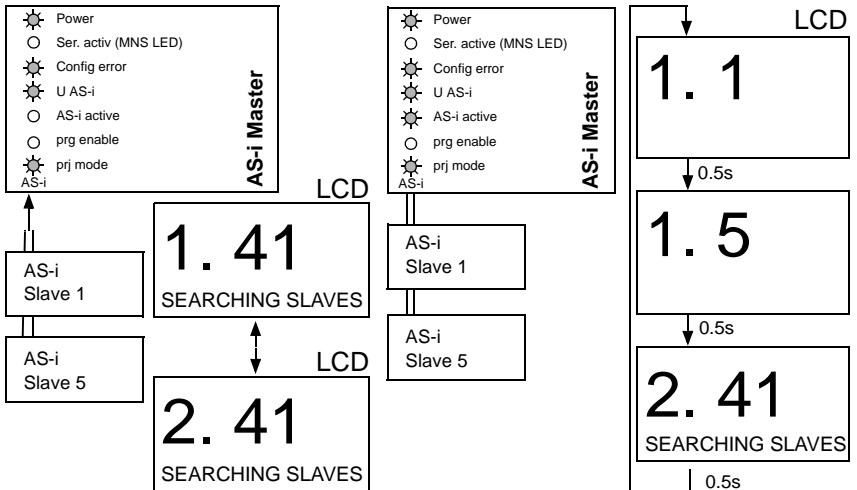 Power
Ser. activ (MNS LED)
Config error
U AS-i
AS-i active
prg enable
prj mode
AS-i
AS-i Master
AS-i
Slave 1
AS-i
Slave 5
LCD
1. 41
SEARCHING SLAVES
LCD
2. 41
SEARCHING SLAVES
Power
Ser. active (MNS LED)
Config error
U AS-i
AS-i active
prg enable
prj mode
AS-i
AS-i Master
AS-i
Slave 1
AS-i
Slave 5
LCD
1. 1
0.5s
1. 5
0.5s
2. 41
SEARCHING SLAVES
0.5s